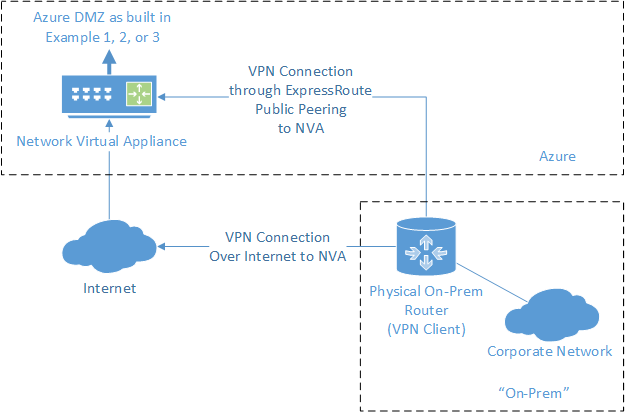 Azure DMZ as built in
Example 1, 2, or 3
VPN Connection
through ExpressRoute
Public Peering
to NVA
Network Virtual Appliance
Azure
VPN Connection
Over Internet to NVA
Internet
Physical On-Prem
Router
(VPN Client)
Corporate Network
“On-Prem”